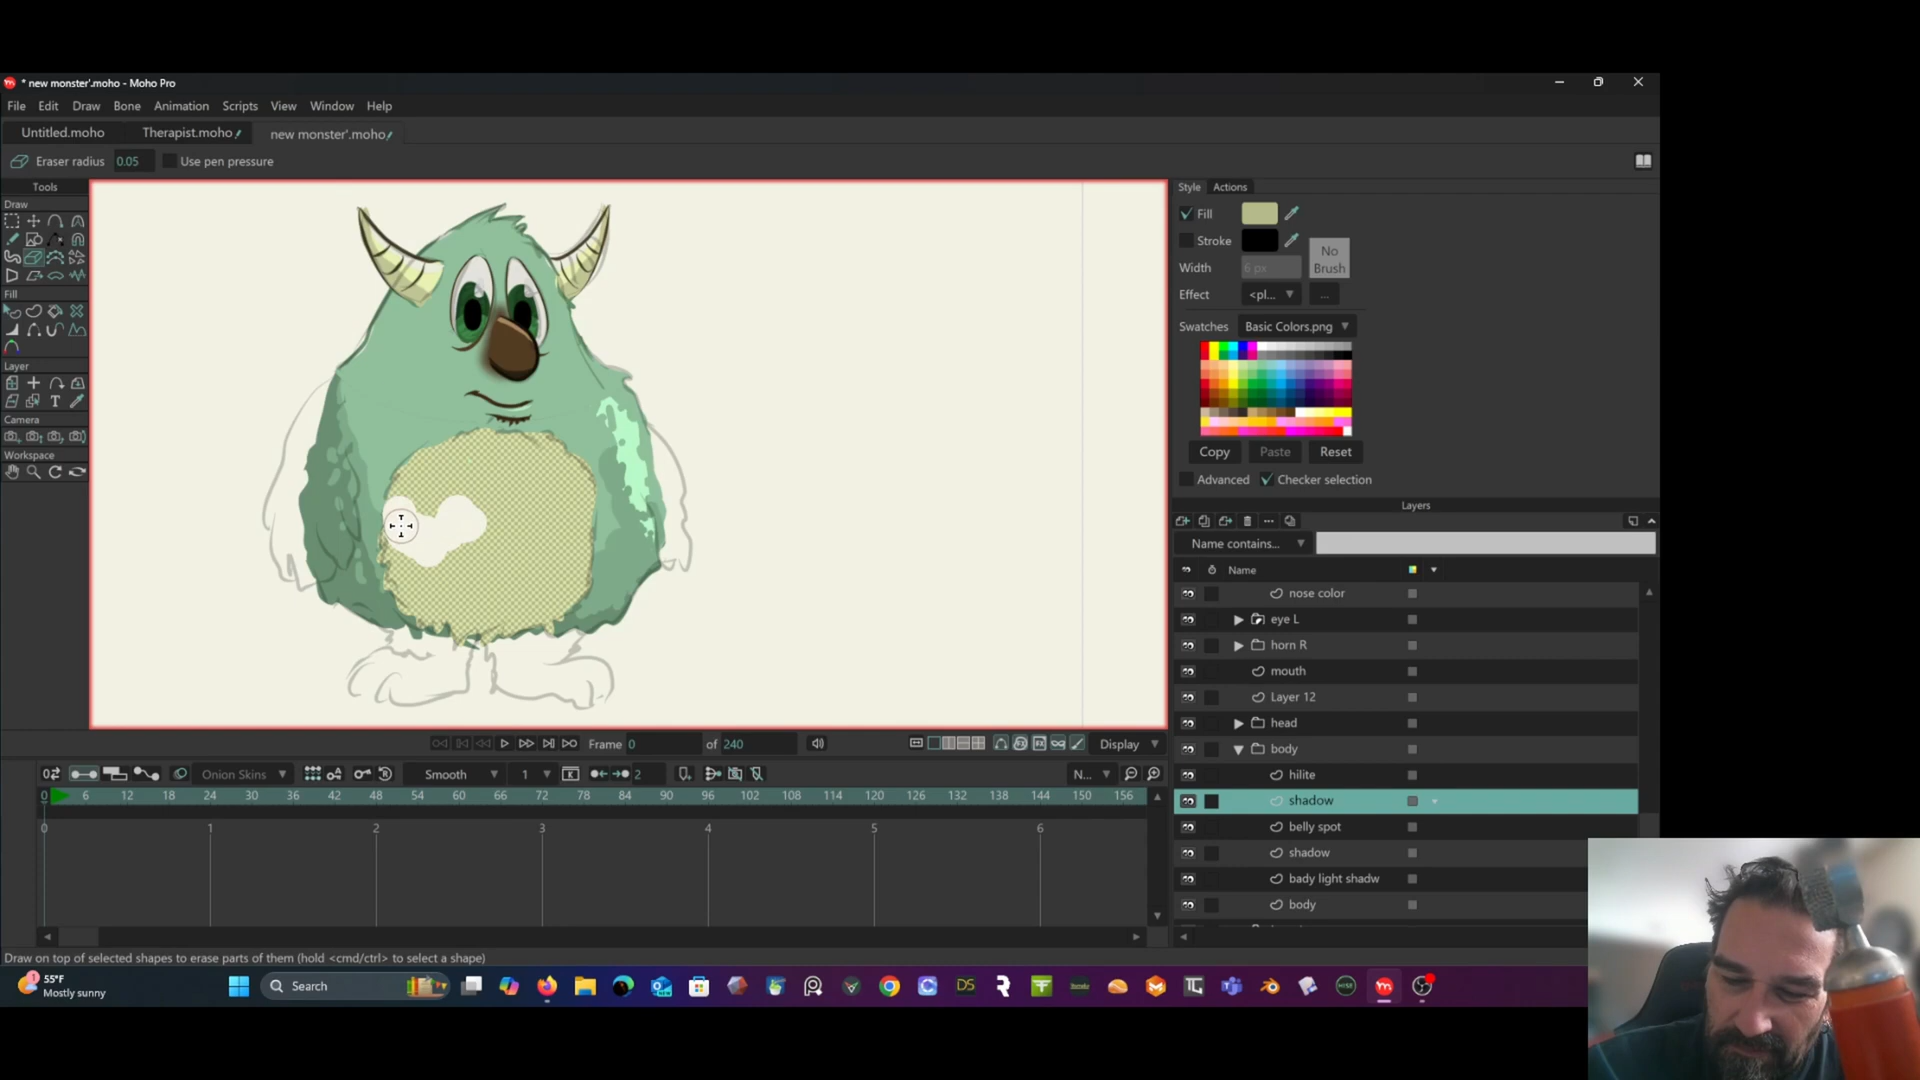 * new monster'.moho - Moho Pro
File Edit Draw Bone Animation Scripts View Window Help
Untitled.moho Therapist.moho new monster'.moho
Eraser radius 0.05 Use pen pressure
Tools
Draw
Fill
Layer
T
Camera
Workspace
Style Actions
Fill
Stroke
No Brush
Width 6 px
Effect <pl... ...
Swatches Basic Colors.png
Copy Paste Reset
Advanced Checker selection
Layers
Name contains...
Name
nose color
eye L
horn R
mouth
Layer 12
head
body
hilite
shadow
belly spot
shadow
bady light shadw
body
Frame 0 of 240 Display
Onion Skins Smooth 1 2 N...
0 6 12 18 24 30 36 42 48 54 60 66 72 78 84 90 96 102 108 114 120 126 132 138 144 150 156
0 1 2 3 4 5 6
Draw on top of selected shapes to erase parts of them (hold <cmd/ctrl> to select a shape)
1
55°F
Mostly sunny
Search
DS